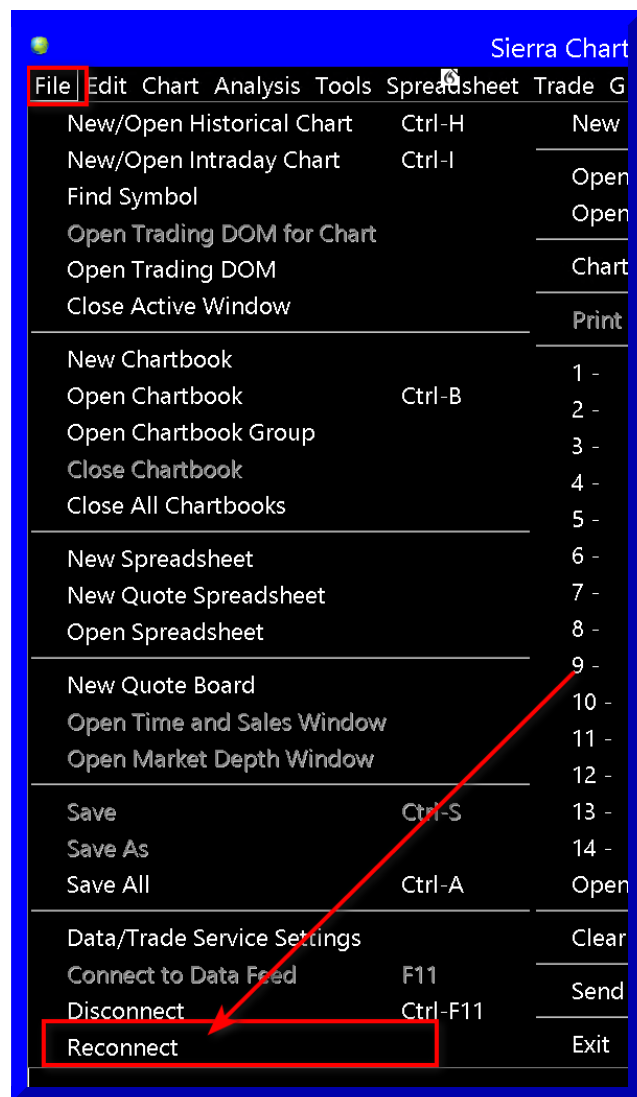 Sierra Chart
File Edit Chart Analysis Tools Spreadsheet Trade G
New/Open Historical Chart Ctrl-H
New/Open Intraday Chart Ctrl-I
Find Symbol
Open Trading DOM for Chart
Open Trading DOM
Close Active Window
New Chartbook
Open Chartbook Ctrl-B
Open Chartbook Group
Close Chartbook
Close All Chartbooks
New Spreadsheet
New Quote Spreadsheet
Open Spreadsheet
New Quote Board
Open Time and Sales Window
Open Market Depth Window
Save Ctrl-S
Save As
Save All Ctrl-A
Data/Trade Service Settings
Connect to Data Feed F11
Disconnect Ctrl-F11
Reconnect
New
Open
Open
Chart
Print
1 -
2 -
3 -
4 -
5 -
6 -
7 -
8 -
9 -
10 -
11 -
12 -
13 -
14 -
Open
Clear
Send
Exit